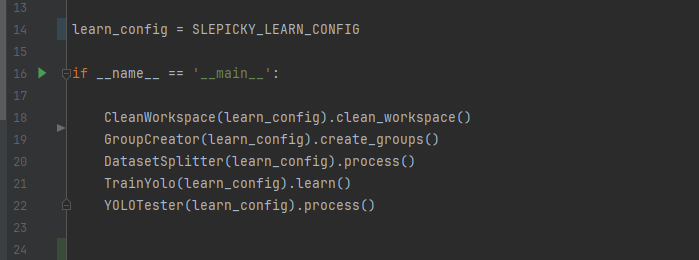 13
14 learn_config = SLEPICKY_LEARN_CONFIG
15
16 if __name__ == '__main__':
17
18 CleanWorkspace(learn_config).clean_workspace()
19 GroupCreator(learn_config).create_groups()
20 DatasetSplitter(learn_config).process()
21 TrainYolo(learn_config).learn()
22 YOLOTester(learn_config).process()
23
24